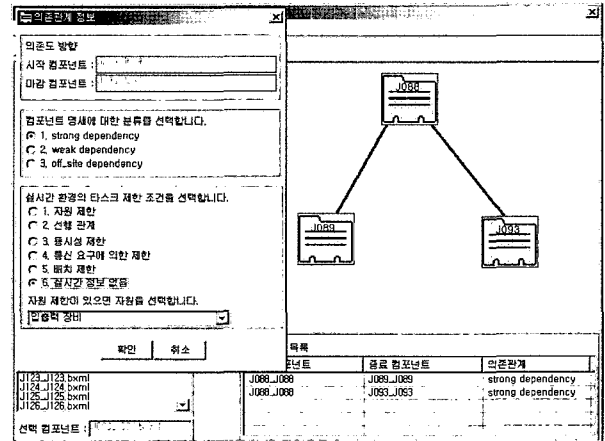 의존관계 정보
의존도 방향
시작 컴포넌트 :
마감 컴포넌트 :
컴포넌트 명세에 대한 분류를 선택합니다.
1. strong dependency
2. weak dependency
3. off_site dependency
실시간 환경의 타스크 제한 조건을 선택합니다.
1. 자원 제한
2. 선행 관계
3. 동시성 제한
4. 통신 요구에 의한 제한
5. 배치 제한
6. 실시간 정보 없음
자원 제한이 있으면 자원을 선택합니다.
입출력 장비
확인 취소
J088
J089
J093
목록
포넌트 종료 컴포넌트 의존관계
J088_J088 J089_J089 strong dependency
J088_J088 J093_J093 strong dependency
J123_J123.bxml
J124_J124.bxml
J125_J125.bxml
J126_J126.bxml
선택 컴포넌트 :